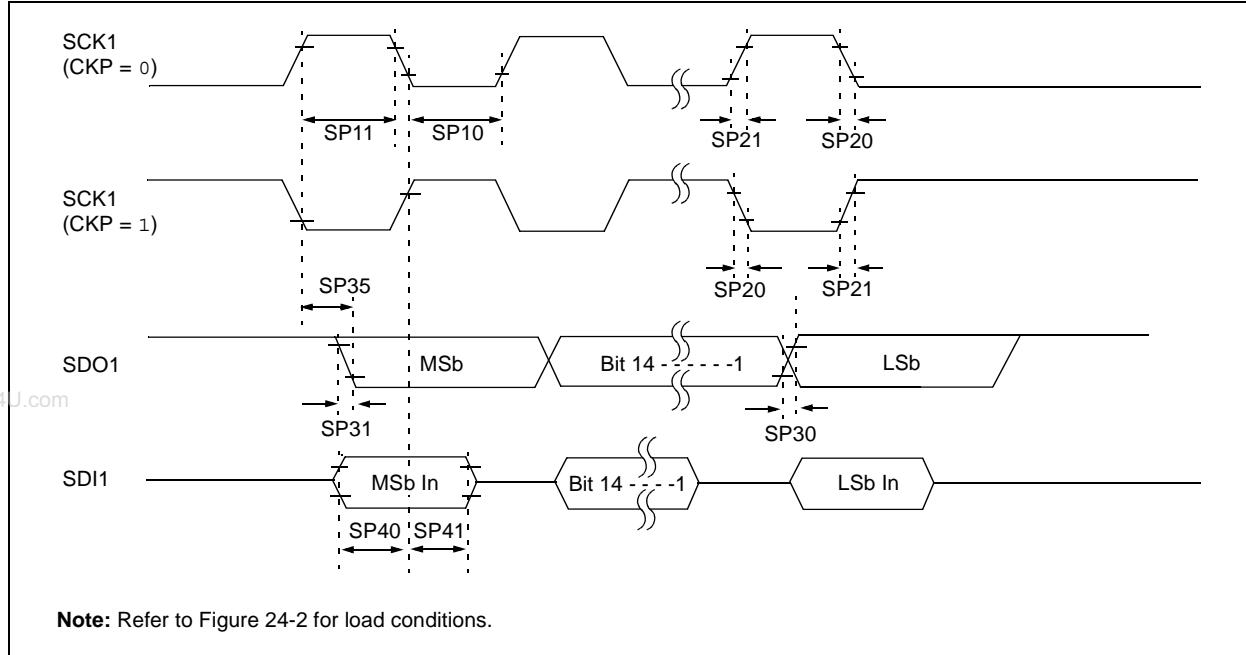 SCK1
(CKP = 0)
SP11
SP10
SP21
SP20
SCK1
(CKP = 1)
SP35
SP20
SP21
SDO1
MSb
Bit 14 - - - - - -1
LSb
4U.com
SP31
SP30
SDI1
MSb In
Bit 14 - - - -1
LSb In
SP40
SP41
Note: Refer to Figure 24-2 for load conditions.